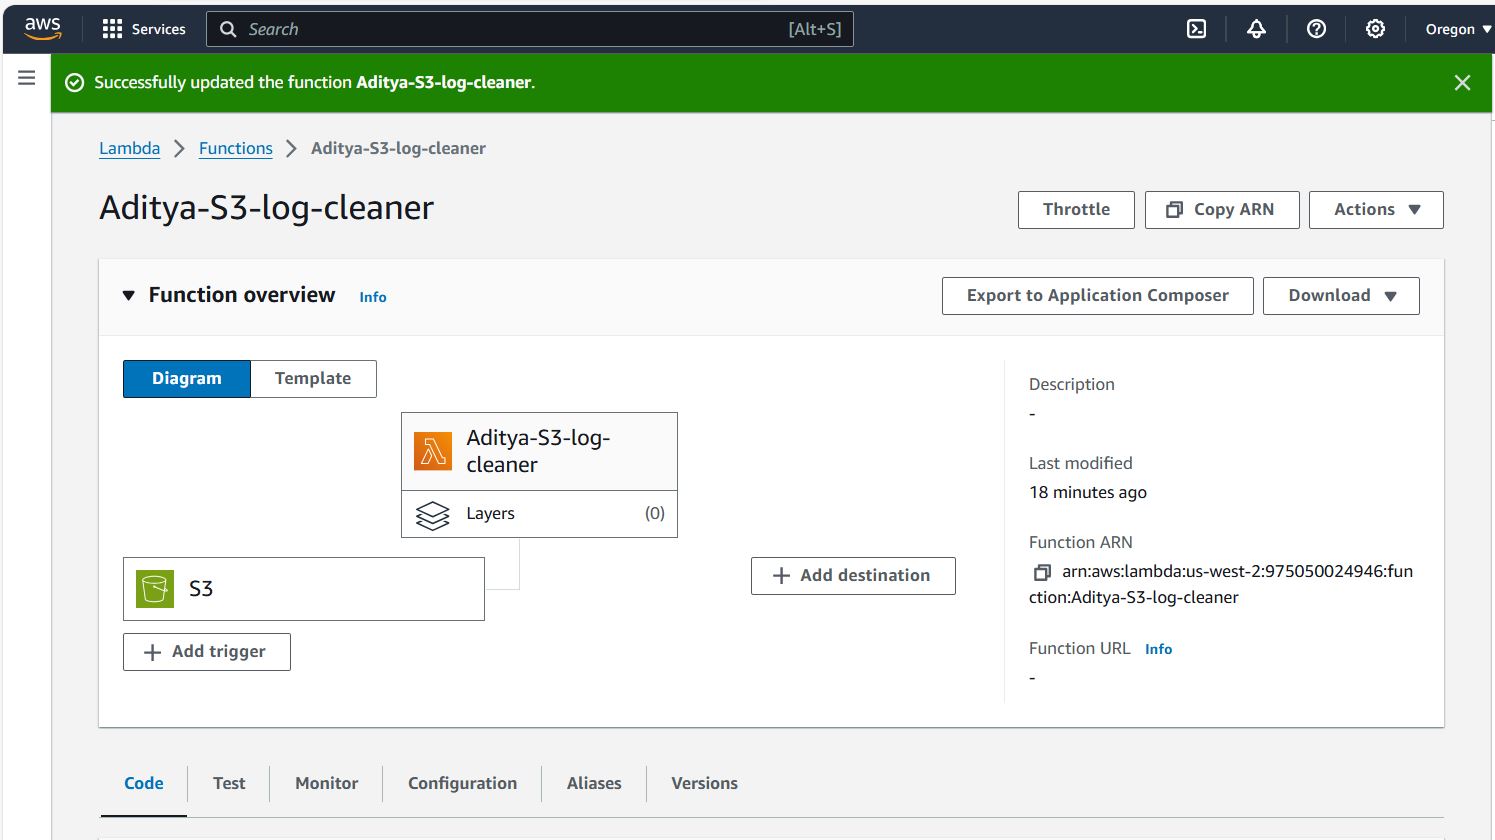 aws Services Search [Alt+S] Oregon
Successfully updated the function Aditya-S3-log-cleaner.
Lambda Functions Aditya-S3-log-cleaner
Aditya-S3-log-cleaner
Throttle Copy ARN Actions
Function overview Info
Export to Application Composer Download
Diagram Template
Aditya-S3-log-
cleaner
Layers (0)
S3
Add trigger
Add destination
Description
-
Last modified
18 minutes ago
Function ARN
arn:aws:lambda:us-west-2:975050024946:fun
ction:Aditya-S3-log-cleaner
Function URL Info
-
Code Test Monitor Configuration Aliases Versions